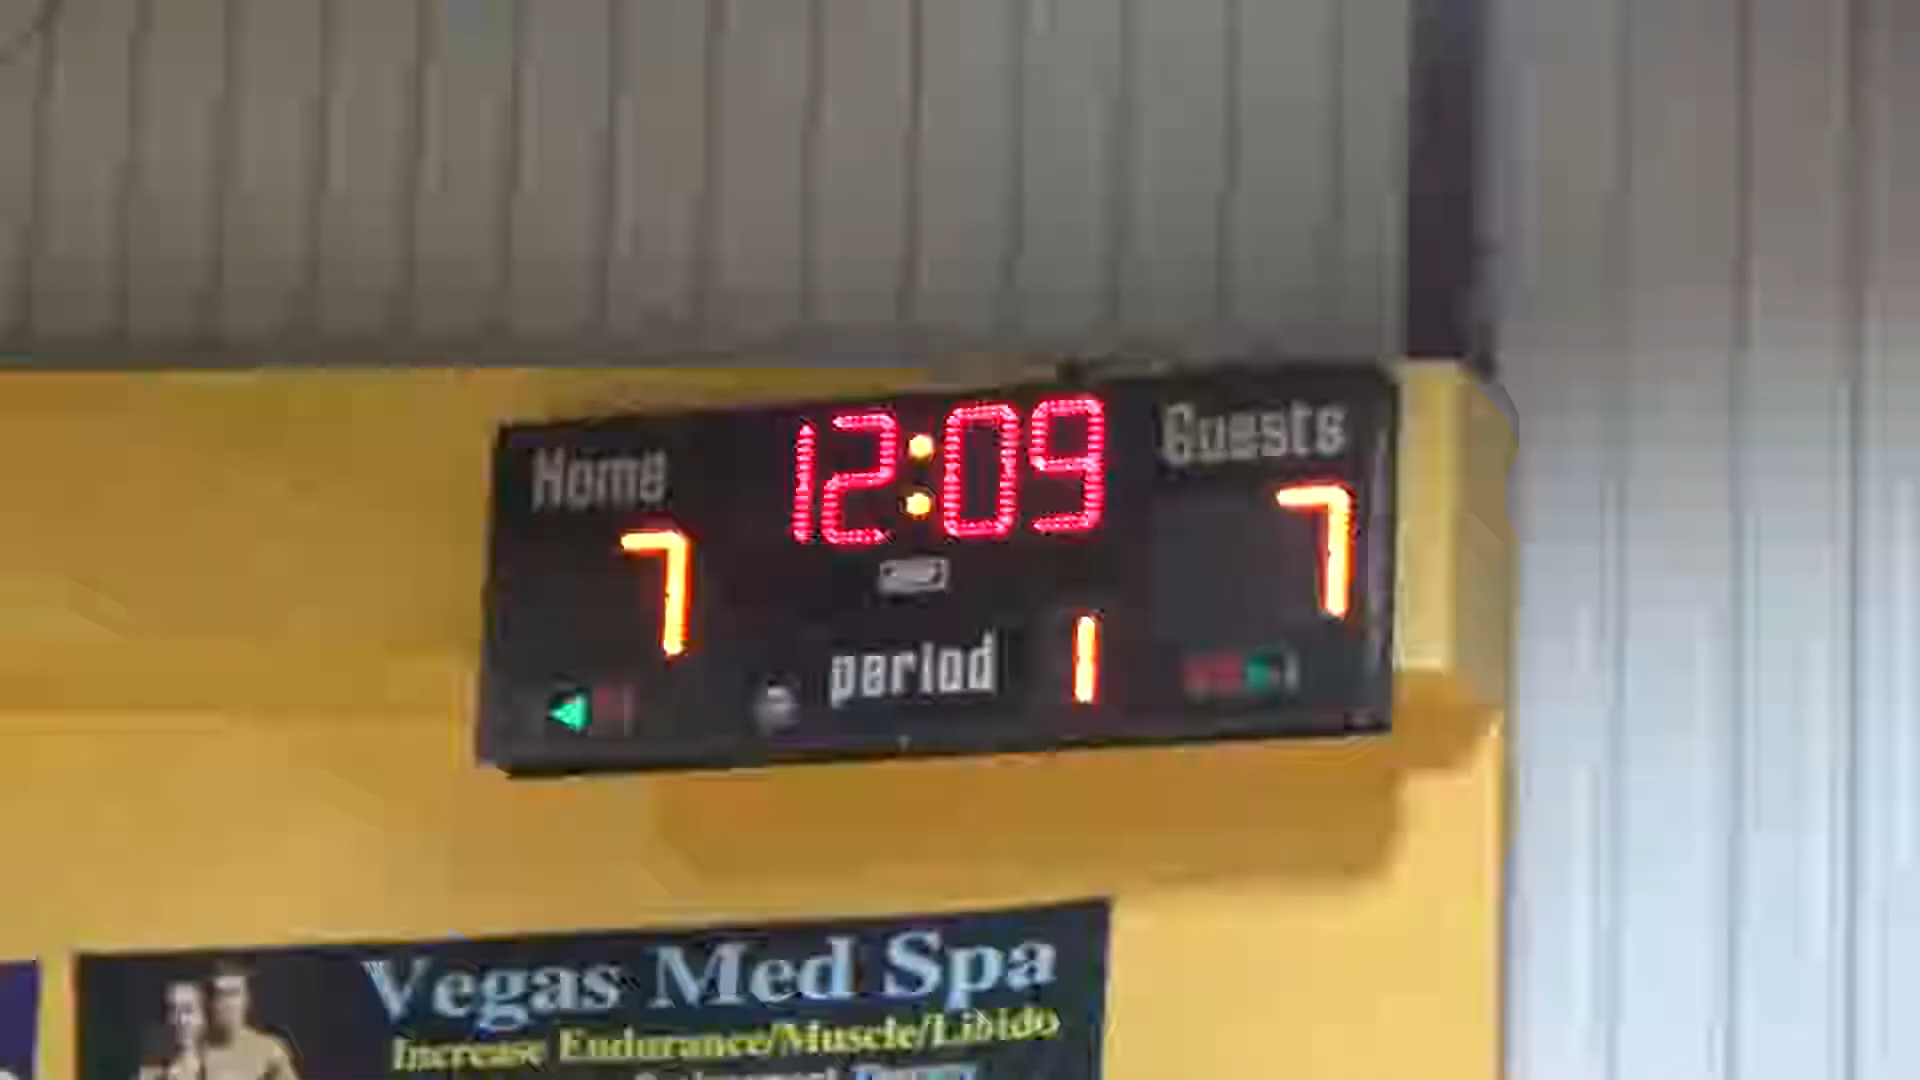 Home
12:09
Guests
7
7
period 1
Vegas Med Spa
Increase Endurance/Muscle/Libido